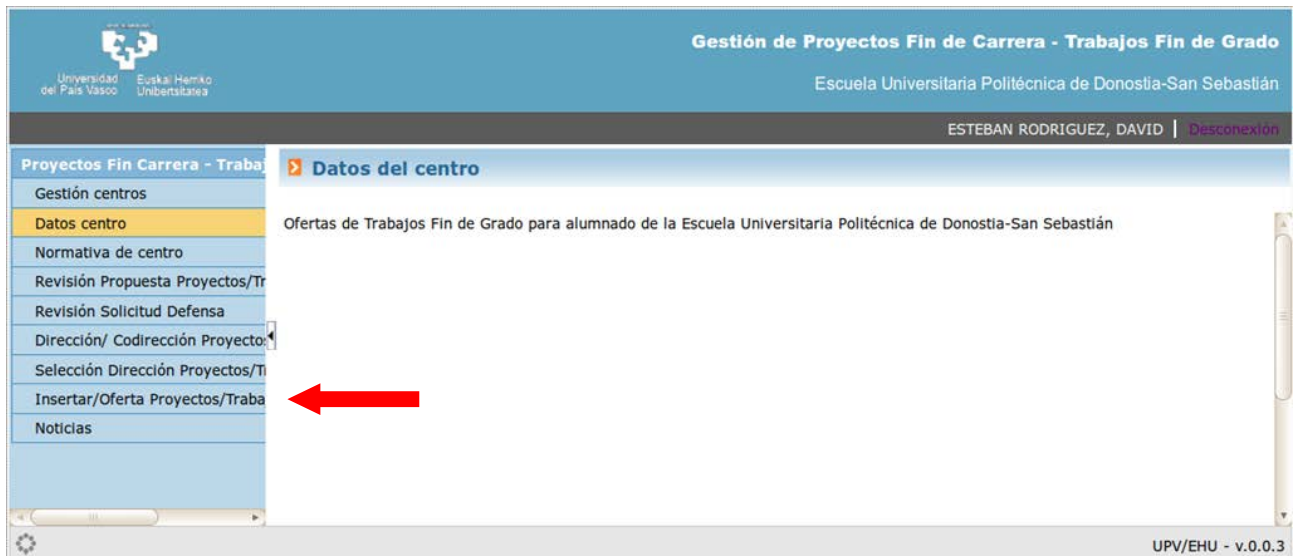 Universidad del País Vasco
Euskal Herriko Unibertsitatea
Gestión de Proyectos Fin de Carrera - Trabajos Fin de Grado
Escuela Universitaria Politécnica de Donostia-San Sebastián
ESTEBAN RODRIGUEZ, DAVID | Desconexión
Proyectos Fin Carrera - Trabaj
Gestión centros
Datos centro
Normativa de centro
Revisión Propuesta Proyectos/Tr
Revisión Solicitud Defensa
Dirección/ Codirección Proyectos
Selección Dirección Proyectos/Tr
Insertar/Oferta Proyectos/Traba
Noticias
Datos del centro
Ofertas de Trabajos Fin de Grado para alumnado de la Escuela Universitaria Politécnica de Donostia-San Sebastián
UPV/EHU - v.0.0.3